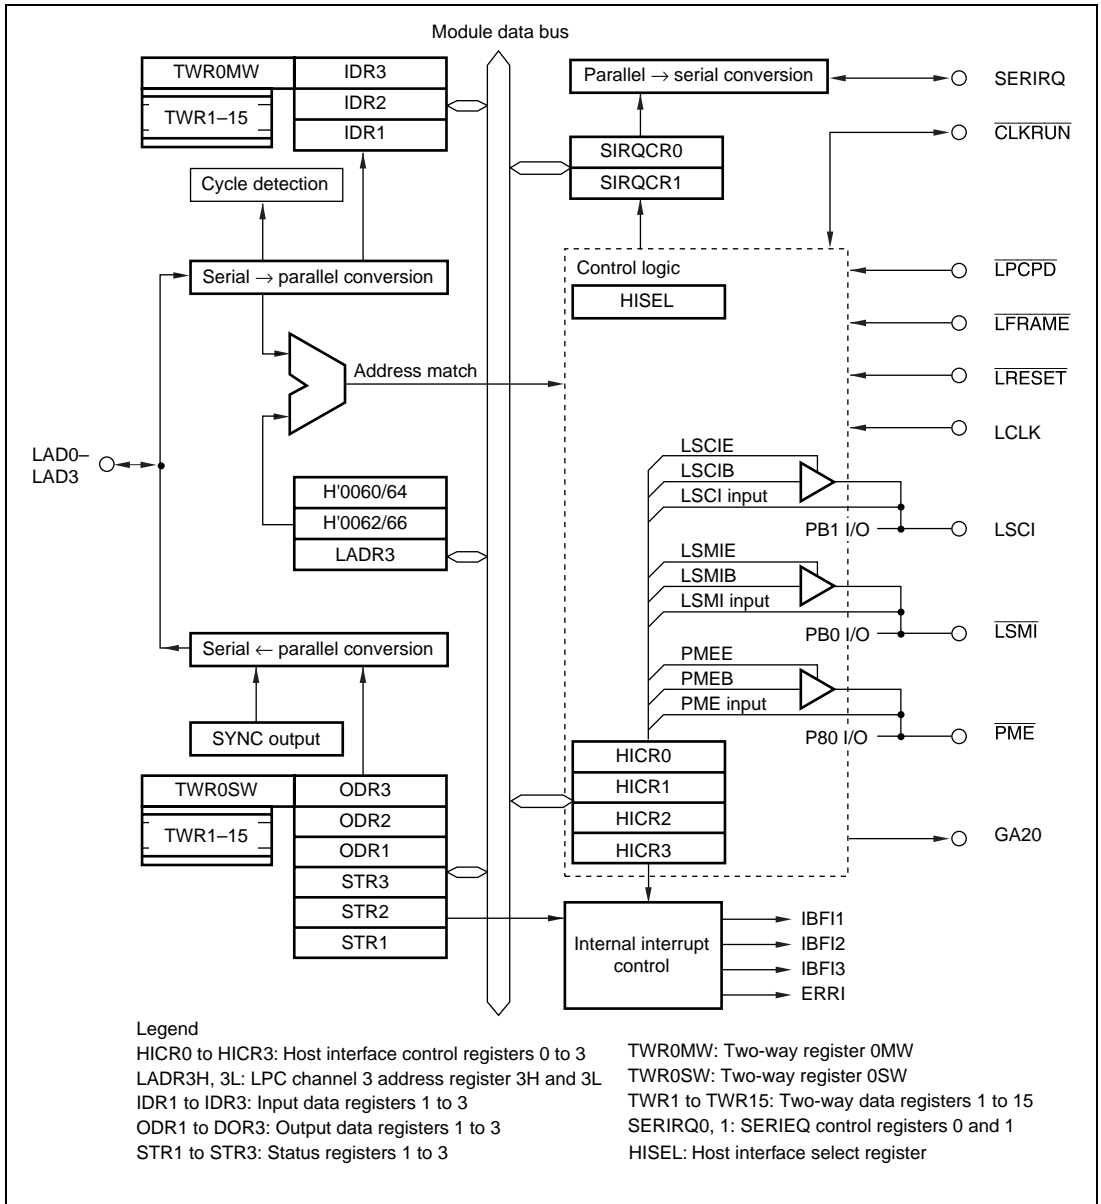 Module data bus
TWR0MW
IDR3
TWR1–15
IDR2
IDR1
Cycle detection
Serial → parallel conversion
Address match
LAD0–
LAD3
H'0060/64
H'0062/66
LADR3
Serial ← parallel conversion
SYNC output
TWR0SW
ODR3
TWR1–15
ODR2
ODR1
STR3
STR2
STR1
Parallel → serial conversion
SERIRQ
CLKRUN
SIRQCR0
SIRQCR1
Control logic
HISEL
LPCPD
LFRAME
LRESET
LCLK
LSCIE
LSCIB
LSCI input
PB1 I/O
LSCI
LSMIE
LSMIB
LSMI input
PB0 I/O
LSMI
PMEE
PMEB
PME input
P80 I/O
PME
HICR0
HICR1
HICR2
HICR3
GA20
Internal interrupt
control
IBFI1
IBFI2
IBFI3
ERRI
Legend
HICR0 to HICR3: Host interface control registers 0 to 3
LADR3H, 3L: LPC channel 3 address register 3H and 3L
IDR1 to IDR3: Input data registers 1 to 3
ODR1 to DOR3: Output data registers 1 to 3
STR1 to STR3: Status registers 1 to 3
TWR0MW: Two-way register 0MW
TWR0SW: Two-way register 0SW
TWR1 to TWR15: Two-way data registers 1 to 15
SERIRQ0, 1: SERIEQ control registers 0 and 1
HISEL: Host interface select register